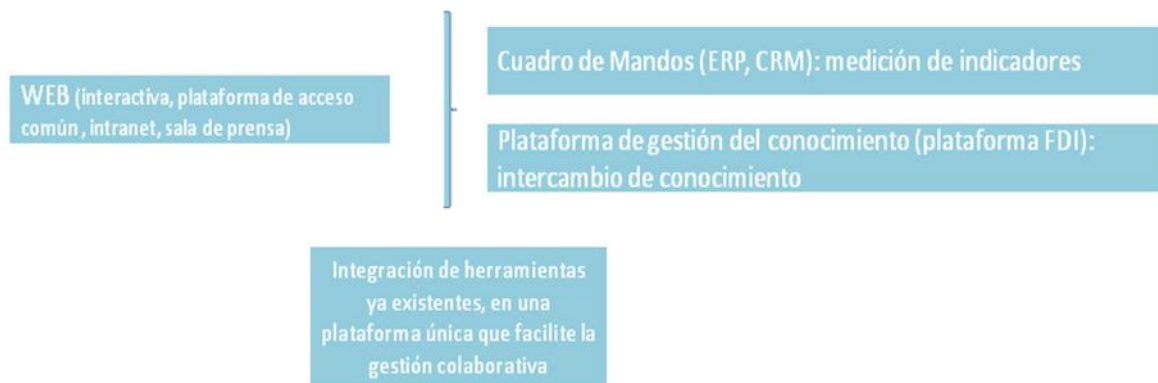 WEB (interactiva, plataforma de acceso
común , intranet, sala de prensa)
Cuadro de Mandos (ERP, CRM): medición de indicadores
Plataforma de gestión del conocimiento (plataforma FDI):
intercambio de conocimiento
Integración de herramientas
ya existentes, en una
plataforma única que facilite la
gestión colaborativa